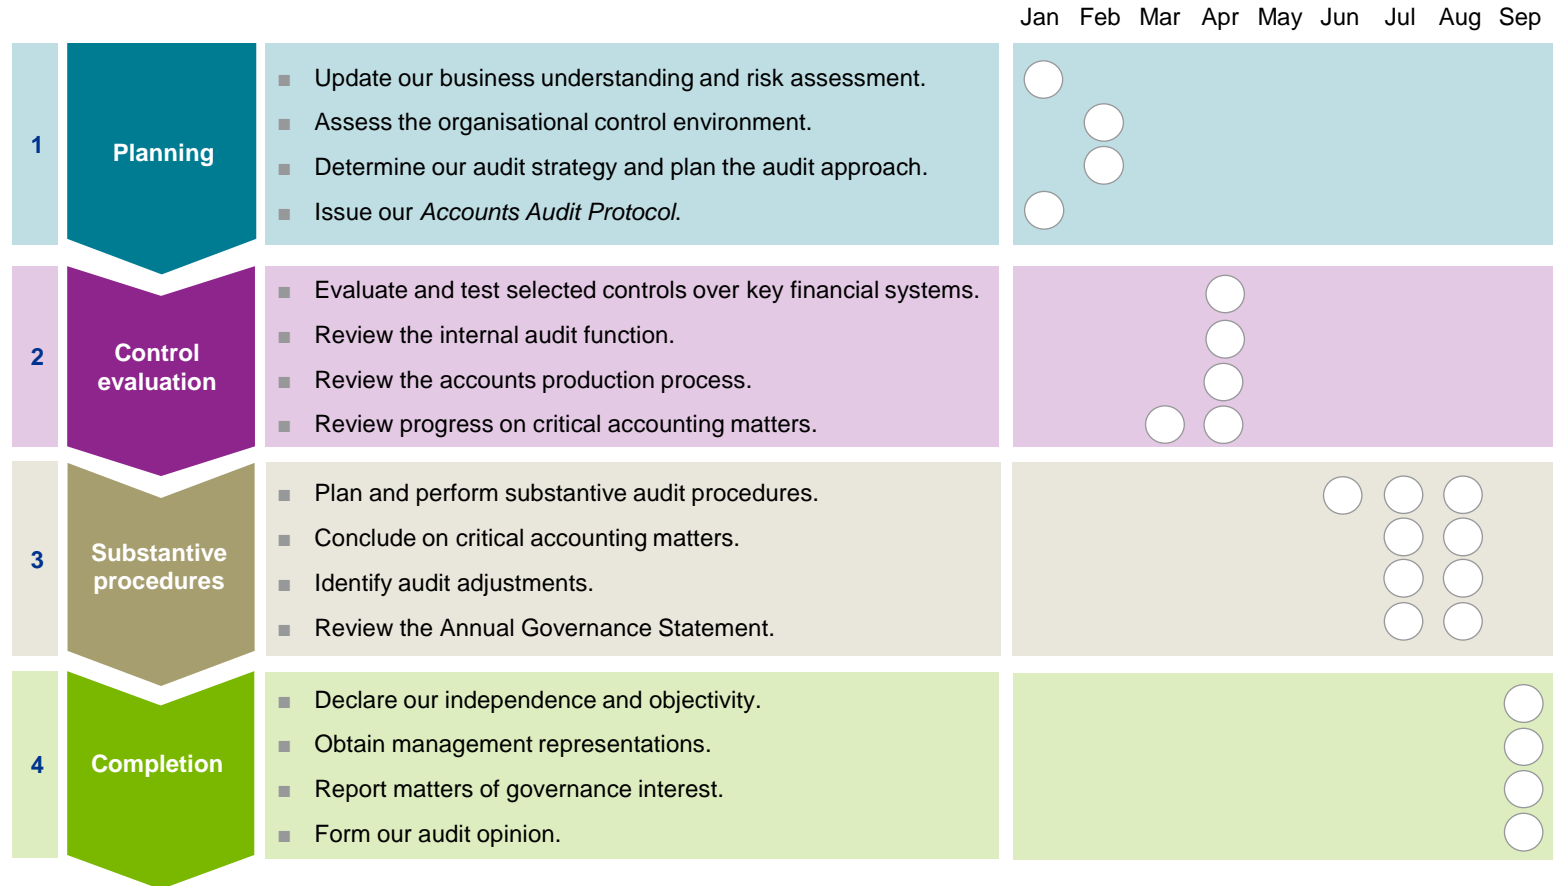 Jan Feb Mar Apr May Jun Jul Aug Sep
1
Planning
■ Update our business understanding and risk assessment.
■ Assess the organisational control environment.
■ Determine our audit strategy and plan the audit approach.
■ Issue our Accounts Audit Protocol.
2
Control
evaluation
■ Evaluate and test selected controls over key financial systems.
■ Review the internal audit function.
■ Review the accounts production process.
■ Review progress on critical accounting matters.
3
Substantive
procedures
■ Plan and perform substantive audit procedures.
■ Conclude on critical accounting matters.
■ Identify audit adjustments.
■ Review the Annual Governance Statement.
4
Completion
■ Declare our independence and objectivity.
■ Obtain management representations.
■ Report matters of governance interest.
■ Form our audit opinion.